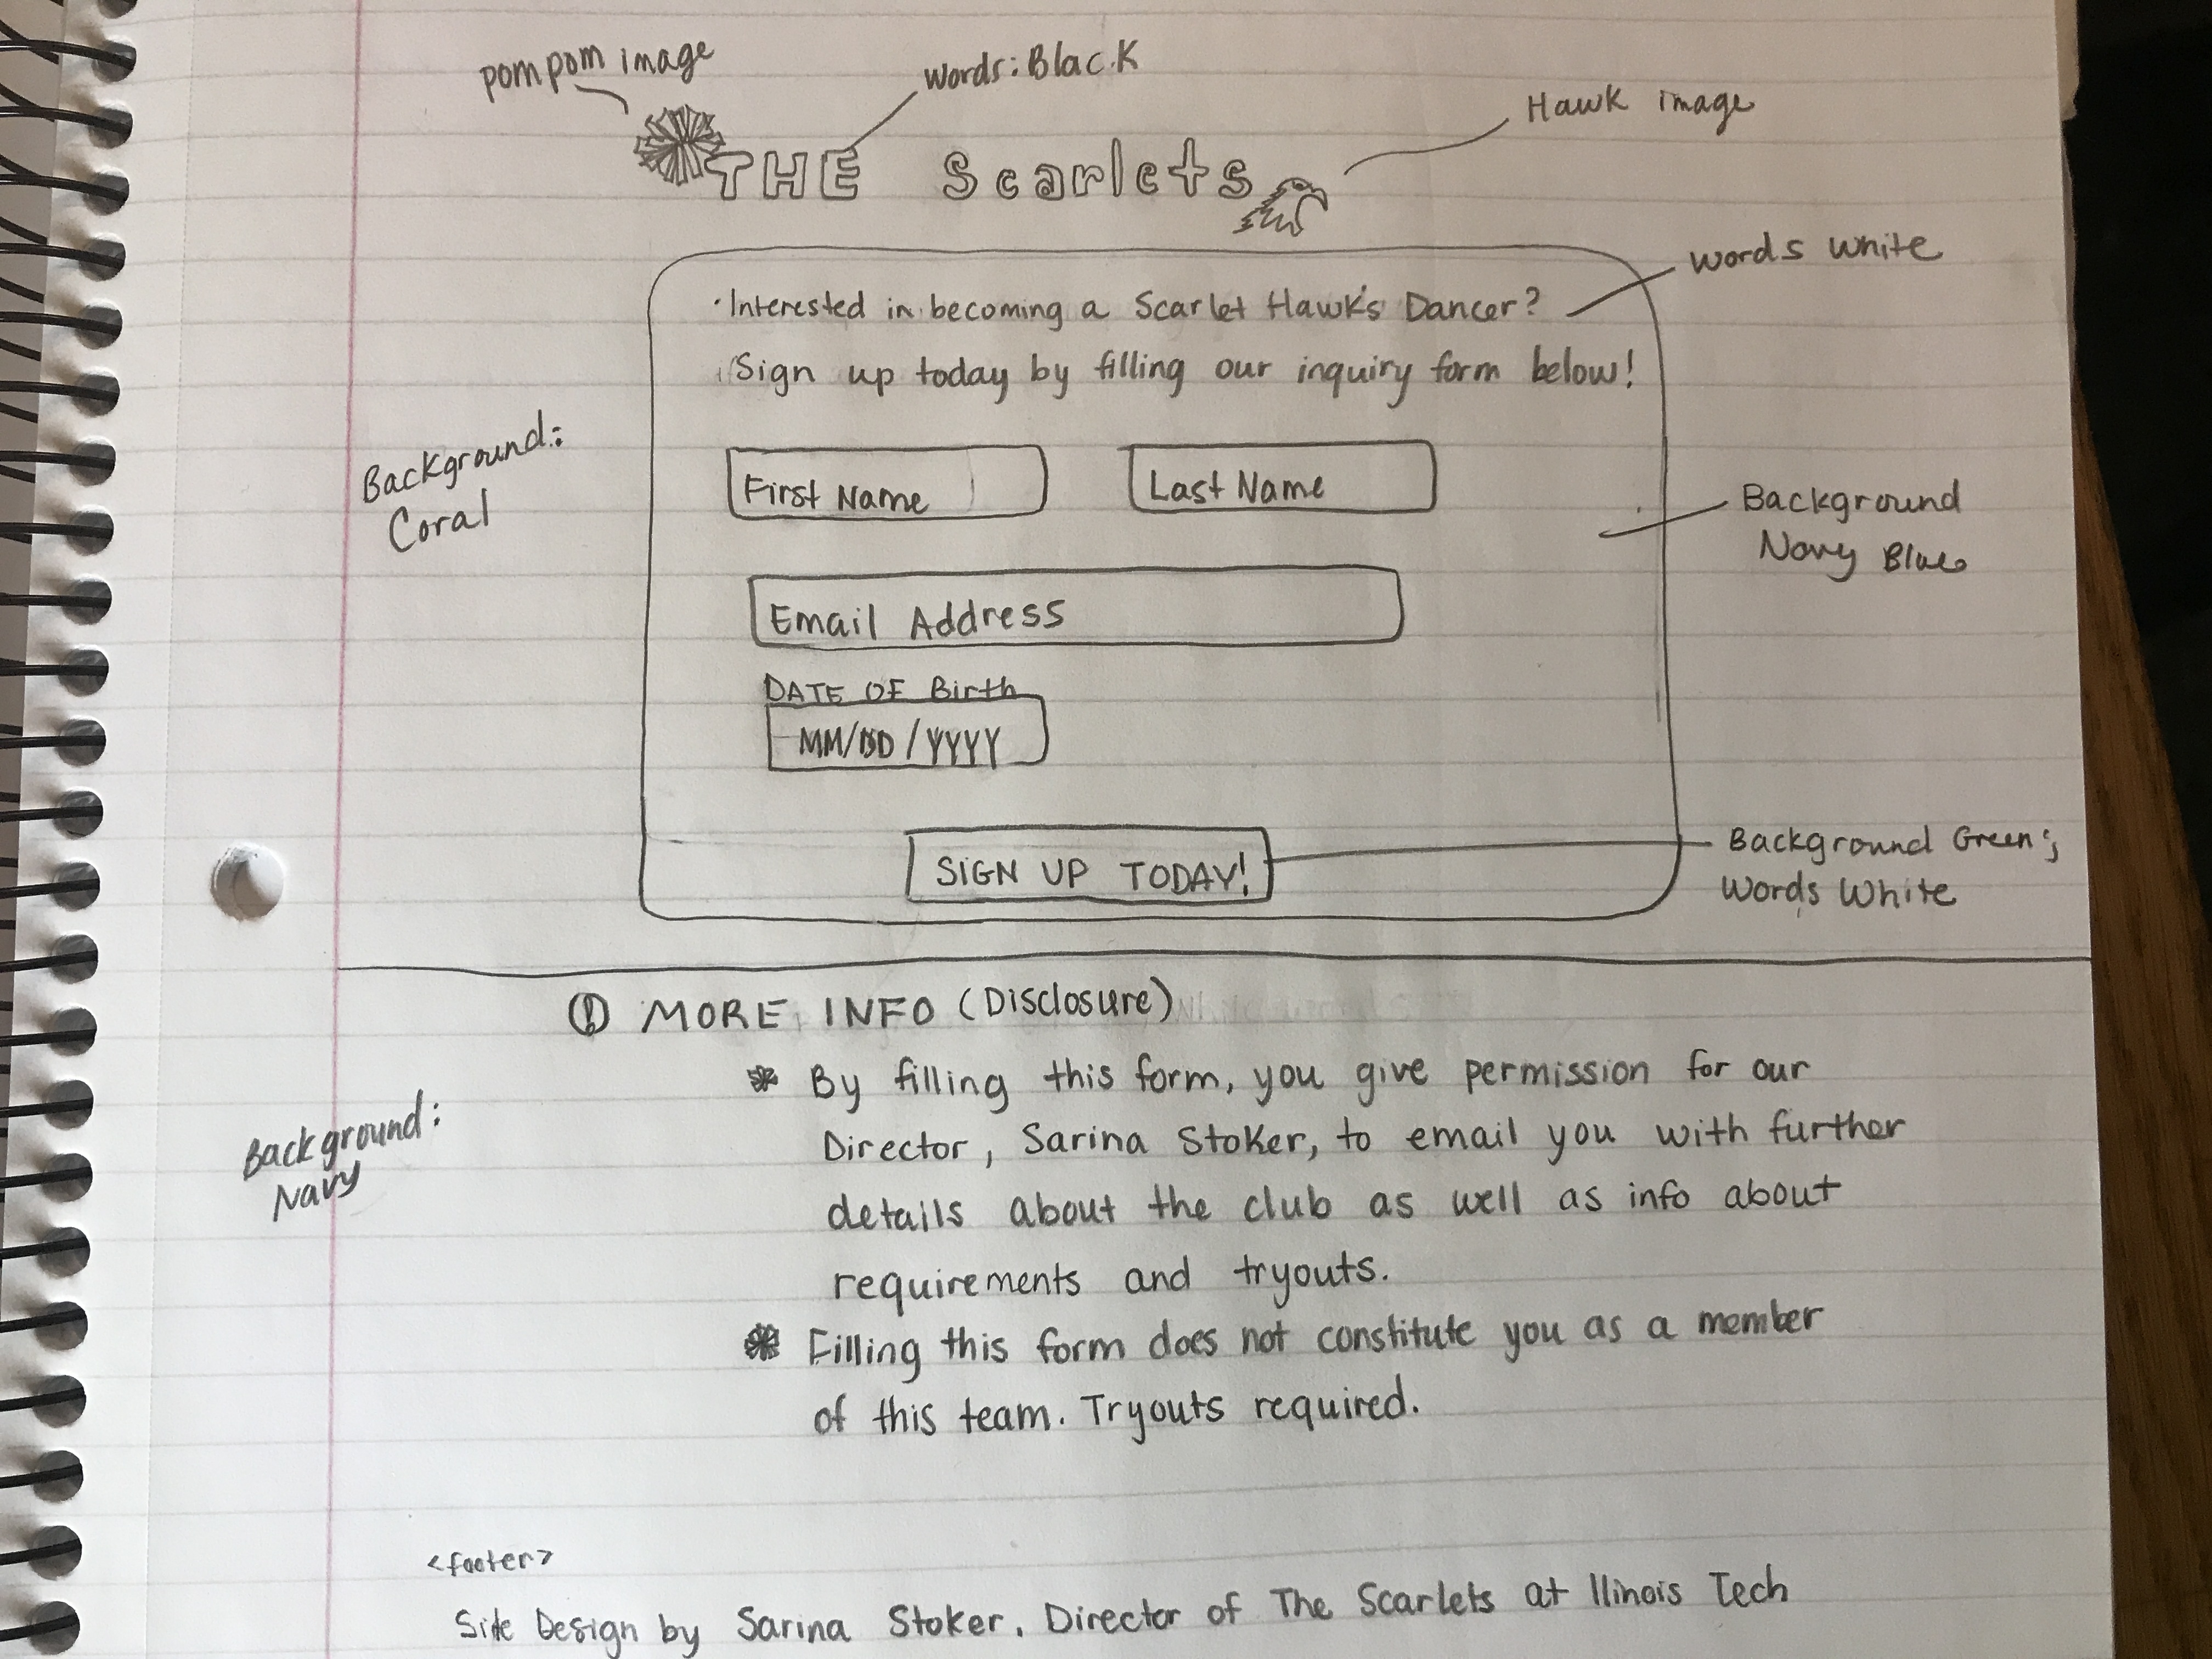 pompom image
words: Black
Hawk image
THE Scarlets
words white
Interested in becoming a Scarlet Hawk's Dancer?
Sign up today by filling our inquiry form below!
Background:
Coral
First Name
Last Name
Background
Navy Blue
Email Address
DATE OF Birth
MM/DD/YYYY
SIGN UP TODAY!
Background Green;
Words White
① MORE INFO (Disclosure)
Background:
Navy
* By filling this form, you give permission for our
Director, Sarina Stoker, to email you with further
details about the club as well as info about
requirements and tryouts.
* Filling this form does not constitute you as a member
of this team. Tryouts required.
<footer>
Site Design by Sarina Stoker, Director of The Scarlets at Ilinois Tech